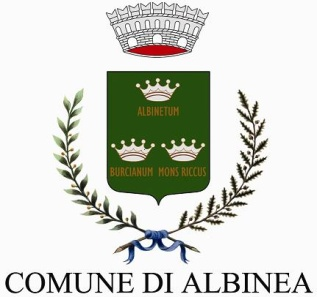 ALBINETUM
BURCIANUM MONS RICCUS
COMUNE DI ALBINEA